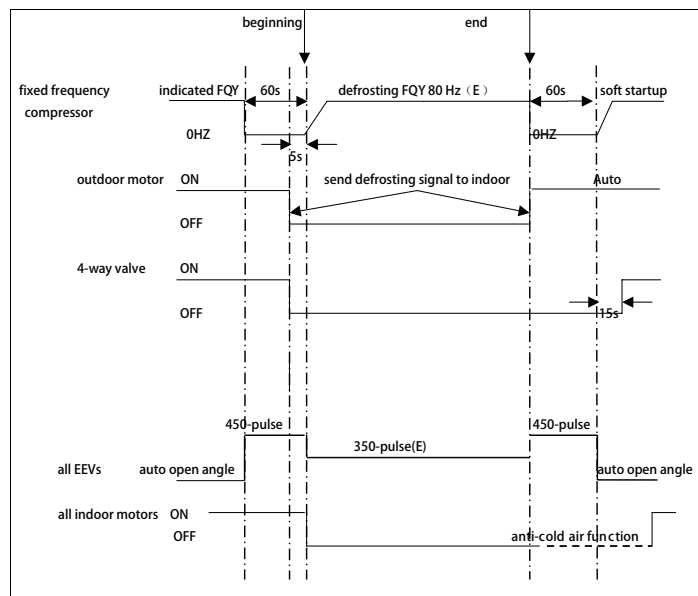 beginning end
fixed frequency compressor
indicated FQY 60s defrosting FQY 80 Hz（E） 60s soft startup
0HZ 0HZ
5s
outdoor motor ON send defrosting signal to indoor Auto
OFF
4-way valve ON
OFF 15s
450-pulse 450-pulse
350-pulse(E)
all EEVs auto open angle auto open angle
all indoor motors ON
OFF anti-cold air function